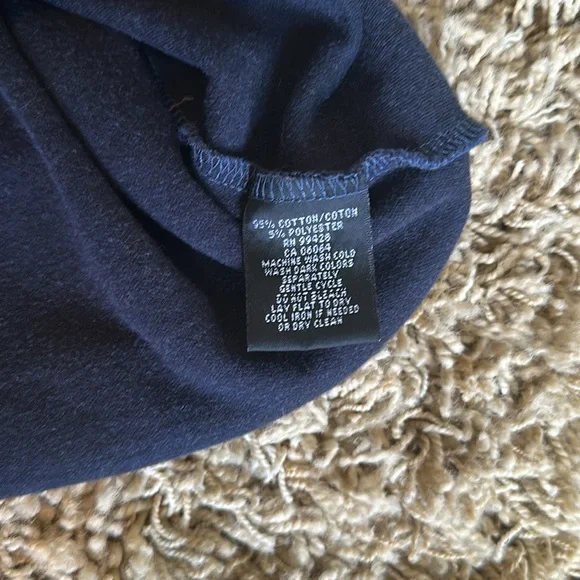 95% COTTON/COTON
5% POLYESTER
RN 99428
CA 06064
MACHINE WASH COLD
WASH DARK COLORS
SEPARATELY
GENTLE CYCLE
DO NOT BLEACH
LAY FLAT TO DRY
COOL IRON IF NEEDED
OR DRY CLEAN